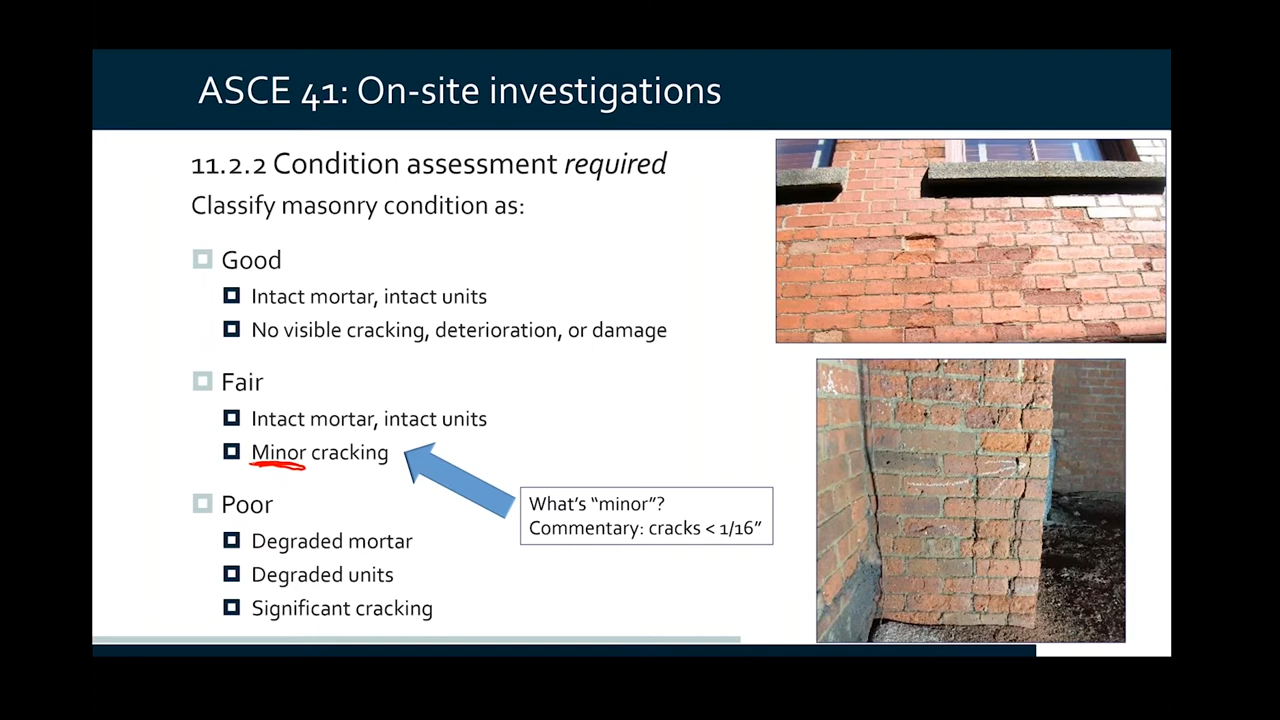 ASCE 41: On-site investigations
11.2.2 Condition assessment required
Classify masonry condition as:
Good
Intact mortar, intact units
No visible cracking, deterioration, or damage
Fair
Intact mortar, intact units
Minor cracking
What's “minor”?
Commentary: cracks < 1/16”
Poor
Degraded mortar
Degraded units
Significant cracking